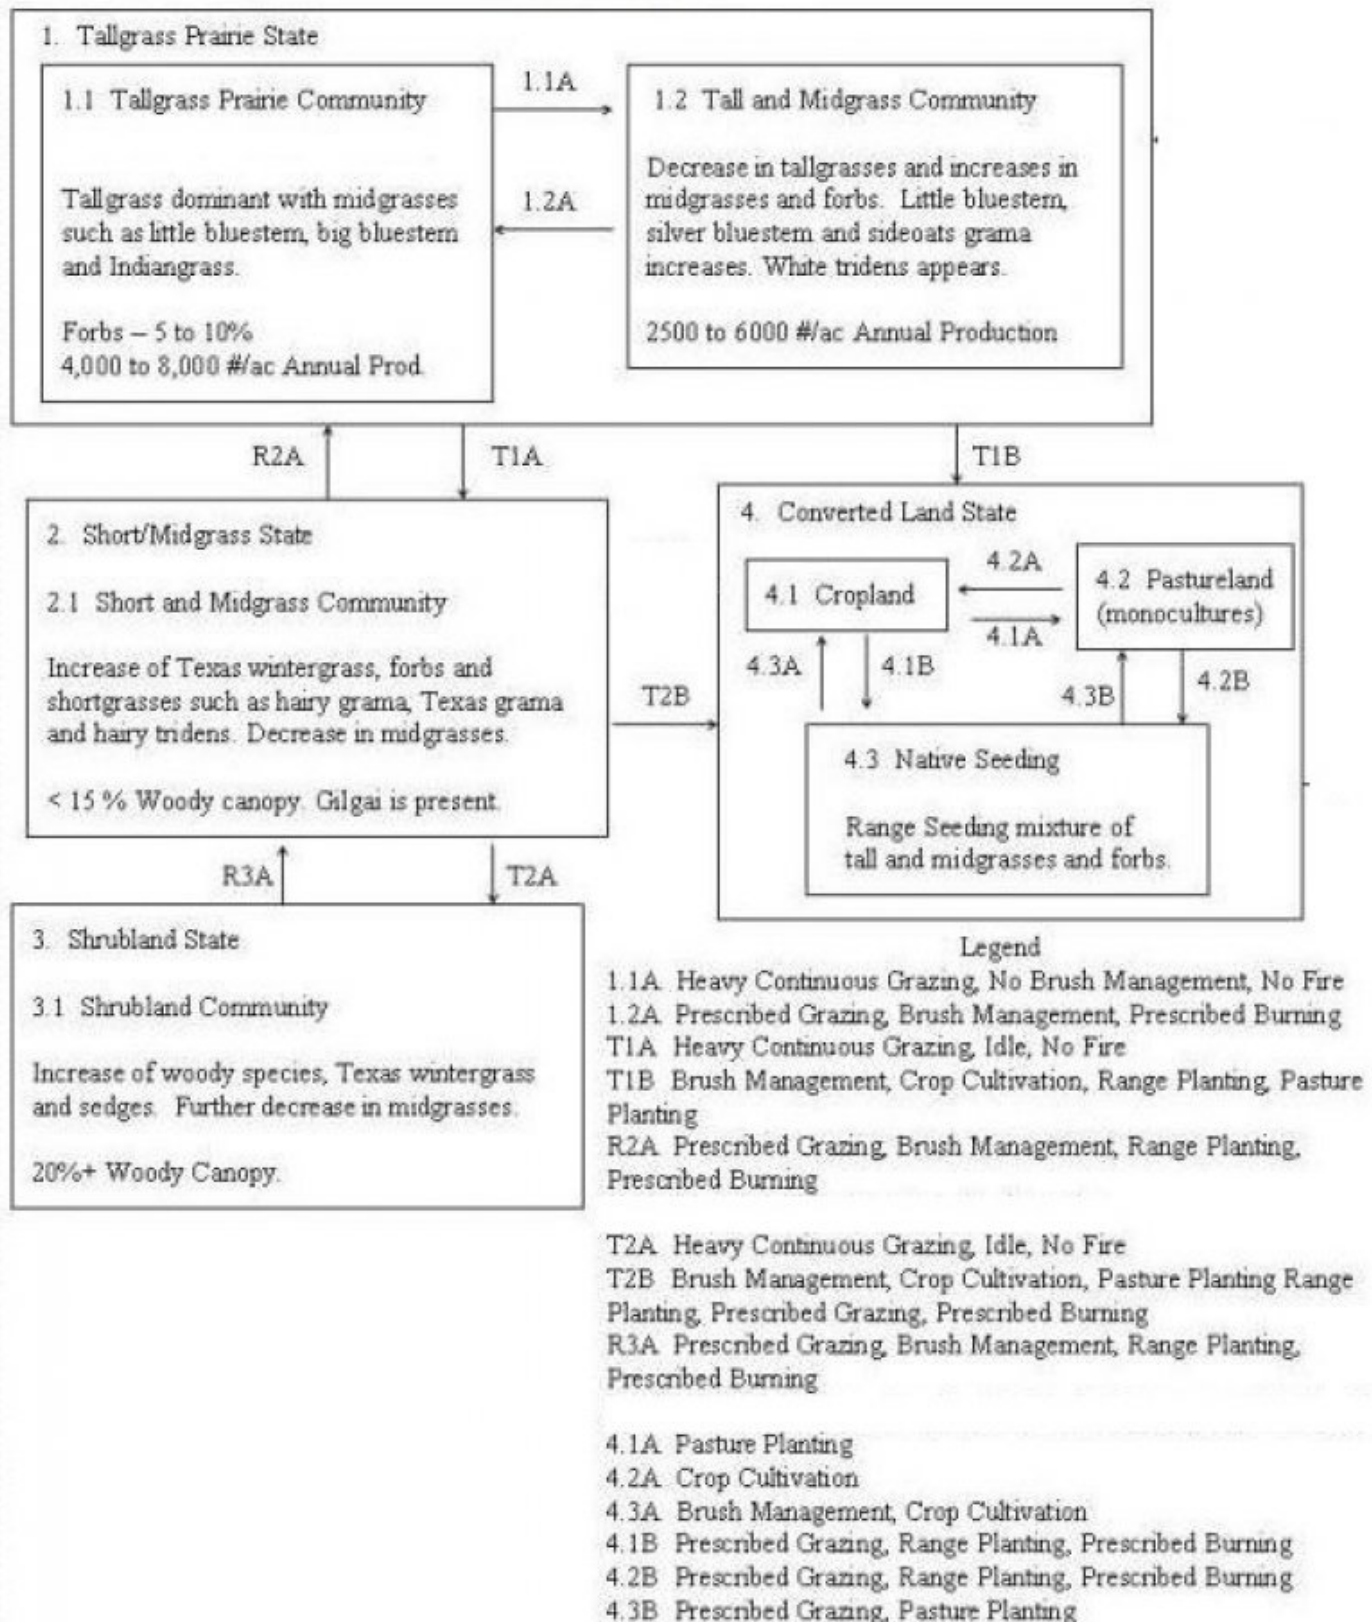 1. Tallgrass Prairie State
1.1 Tallgrass Prairie Community
Tallgrass dominant with midgrasses
such as little bluestem, big bluestem
and Indiangrass.
Forbs – 5 to 10%
4,000 to 8,000 #/ac Annual Prod.
1.1A
1.2A
1.2 Tall and Midgrass Community
Decrease in tallgrasses and increases in
midgrasses and forbs. Little bluestem,
silver bluestem and sideoats grama
increases. White tridens appears.
2500 to 6000 #/ac Annual Production
R2A
T1A
T1B
2. Short/Midgrass State
2.1 Short and Midgrass Community
Increase of Texas wintergrass, forbs and
shortgrasses such as hairy grama, Texas grama
and hairy tridens. Decrease in midgrasses.
< 15 % Woody canopy. Gilgai is present.
T2B
4. Converted Land State
4.1 Cropland
4.2A
4.1A
4.2 Pastureland
(monocultures)
4.3A
4.1B
4.3B
4.2B
4.3 Native Seeding
Range Seeding mixture of
tall and midgrasses and forbs.
R3A
T2A
3. Shrubland State
3.1 Shrubland Community
Increase of woody species, Texas wintergrass
and sedges. Further decrease in midgrasses.
20%+ Woody Canopy.
Legend
1.1A Heavy Continuous Grazing, No Brush Management, No Fire
1.2A Prescribed Grazing, Brush Management, Prescribed Burning
T1A Heavy Continuous Grazing, Idle, No Fire
T1B Brush Management, Crop Cultivation, Range Planting, Pasture
Planting
R2A Prescribed Grazing, Brush Management, Range Planting,
Prescribed Burning
T2A Heavy Continuous Grazing, Idle, No Fire
T2B Brush Management, Crop Cultivation, Pasture Planting Range
Planting, Prescribed Grazing, Prescribed Burning
R3A Prescribed Grazing, Brush Management, Range Planting,
Prescribed Burning
4.1A Pasture Planting
4.2A Crop Cultivation
4.3A Brush Management, Crop Cultivation
4.1B Prescribed Grazing, Range Planting, Prescribed Burning
4.2B Prescribed Grazing, Range Planting, Prescribed Burning
4.3B Prescribed Grazing, Pasture Planting